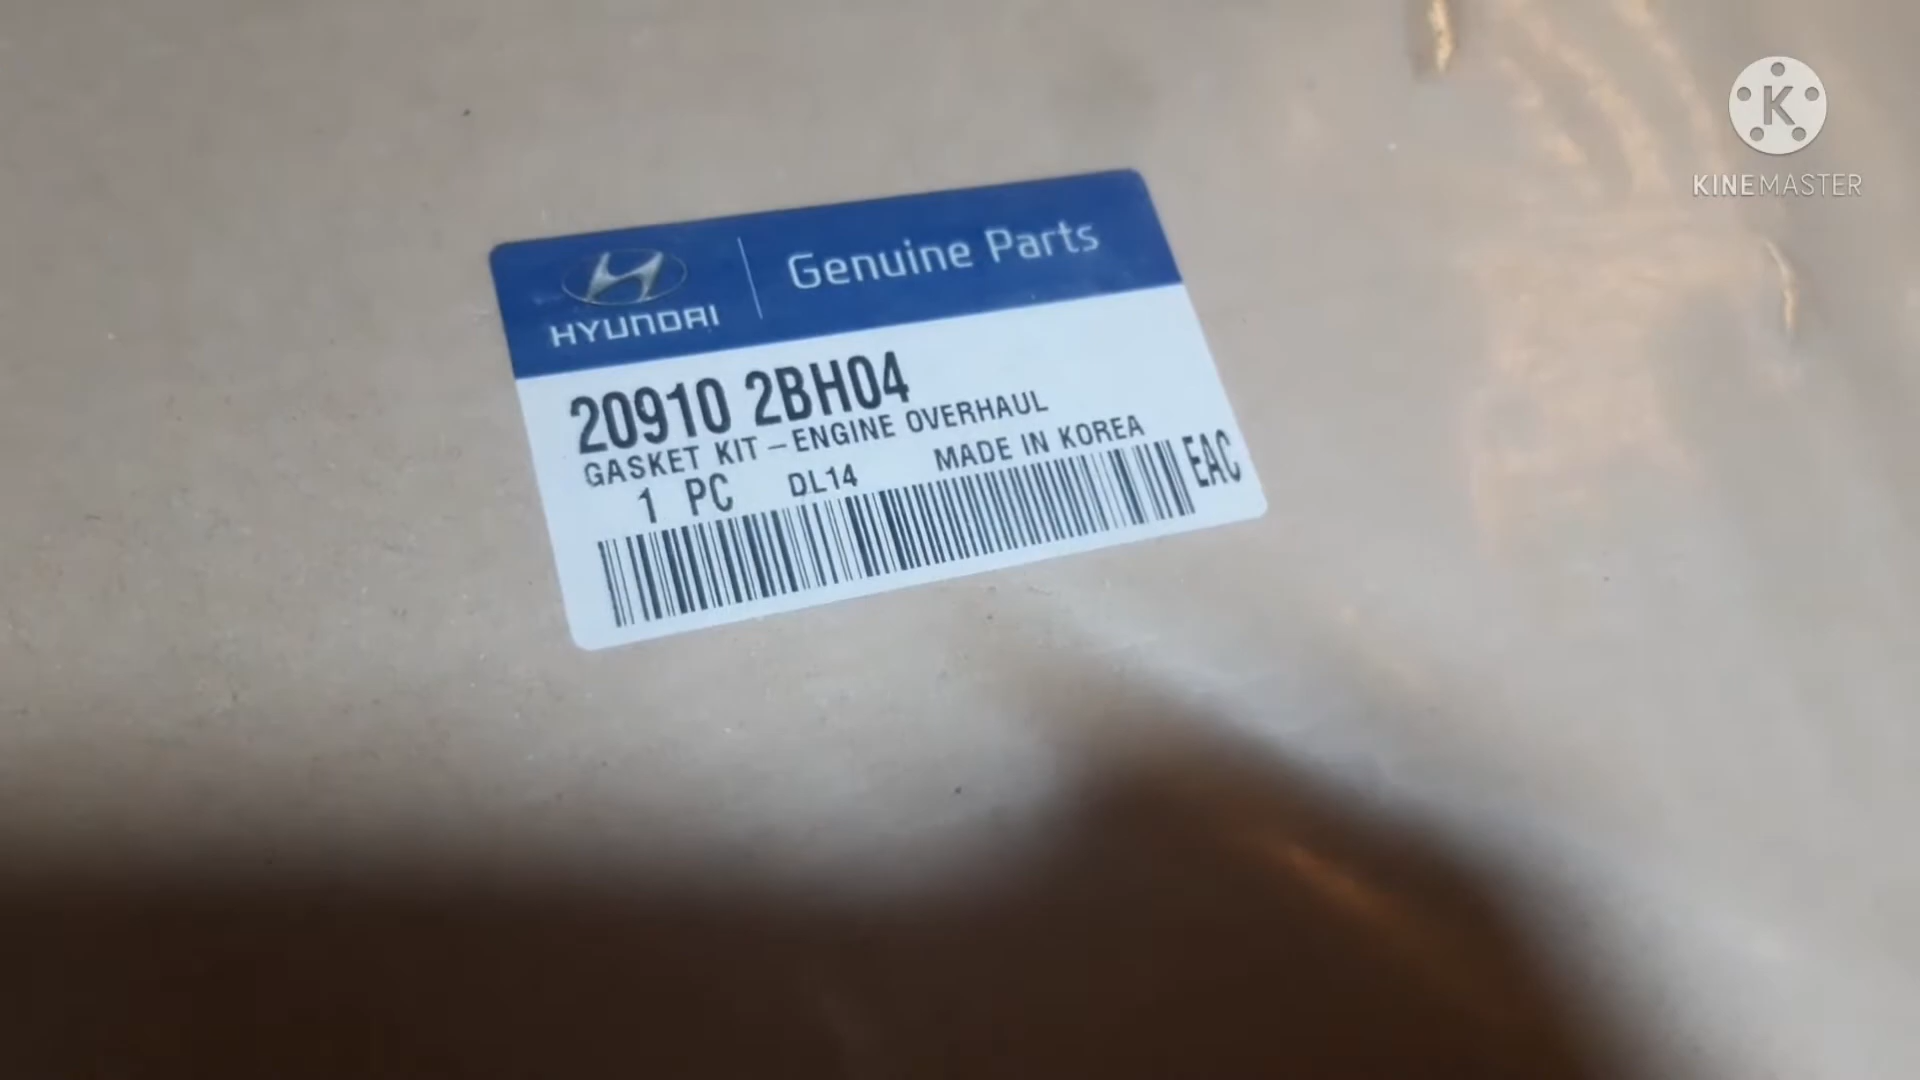 HYUNDAI
Genuine Parts
20910 2BH04
GASKET KIT – ENGINE OVERHAUL
1 PC DL14 MADE IN KOREA
EAC
K
KINEMASTER